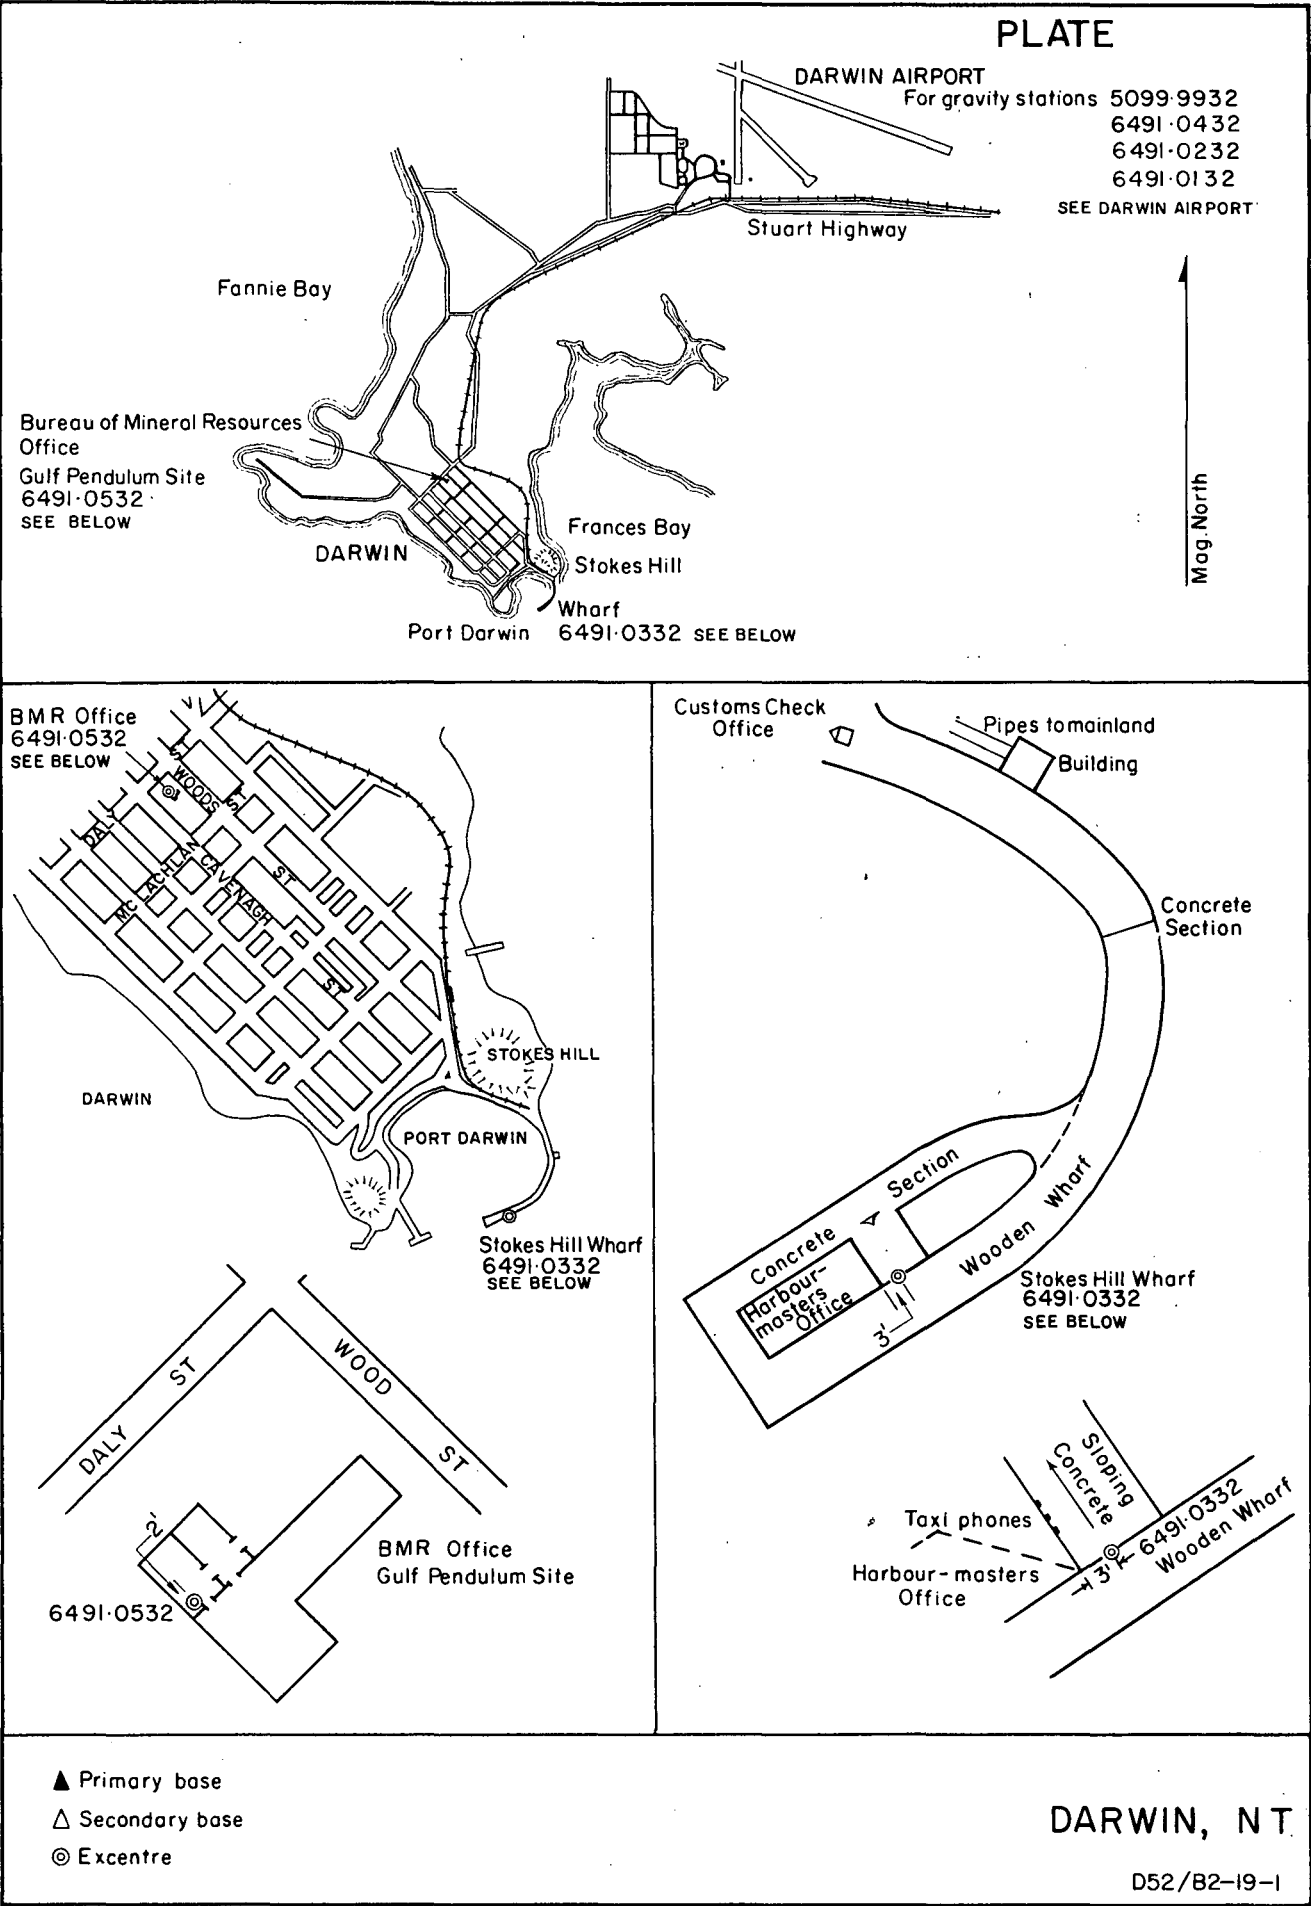 PLATE
DARWIN AIRPORT
For gravity stations 5099·9932
6491·0432
6491·0232
6491·0132
SEE DARWIN AIRPORT
Stuart Highway
Fannie Bay
Bureau of Mineral Resources
Office
Gulf Pendulum Site
6491·0532
SEE BELOW
Mag. North
DARWIN
Frances Bay
Stokes Hill
Wharf
Port Darwin 6491·0332 SEE BELOW
BMR Office
6491·0532
SEE BELOW
ST
WOODS
ST
DALY
MC LACHLAN
CAVENAGH
ST
ST
STOKES HILL
DARWIN
PORT DARWIN
Stokes Hill Wharf
6491·0332
SEE BELOW
DALY ST
WOOD ST
2'
BMR Office
Gulf Pendulum Site
6491·0532
Customs Check
Office
Pipes to mainland
Building
Concrete
Section
Concrete Section
Harbour-
masters
Office
3'
Wooden Wharf
Stokes Hill Wharf
6491·0332
SEE BELOW
Sloping
Concrete
Taxi phones
Harbour-masters
Office
3'
6491·0332
Wooden Wharf
Primary base
Secondary base
Excentre
DARWIN, NT
D52/B2-19-1